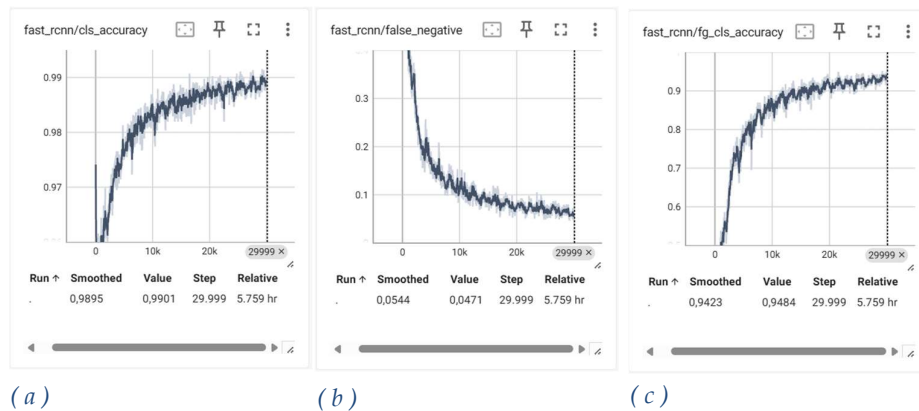 fast_rcnn/cls_accuracy
0.99
0.98
0.97
0
10k
20k
29999 ×
Run ↑ Smoothed Value Step Relative
. 0,9895 0,9901 29.999 5.759 hr
(a)
fast_rcnn/false_negative
0.3
0.2
0.1
0
10k
20k
29999 ×
Run ↑ Smoothed Value Step Relative
. 0,0544 0,0471 29.999 5.759 hr
(b)
fast_rcnn/fg_cls_accuracy
0.9
0.8
0.7
0.6
0
10k
20k
29999 ×
Run ↑ Smoothed Value Step Relative
. 0,9423 0,9484 29.999 5.759 hr
(c)